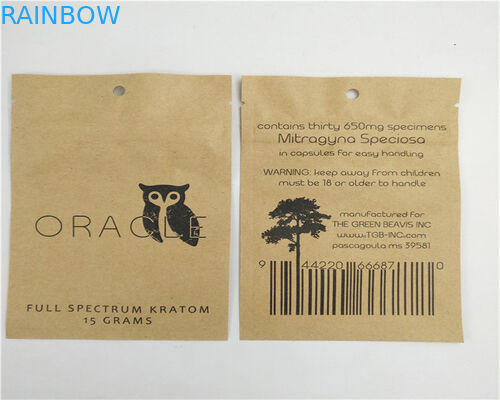 RAINBOW
ORACLE
FULL SPECTRUM KRATOM
15 GRAMS
contains thirty 650mg specimens
Mitragyna Speciosa
in capsules for easy handling
WARNING: keep away from children
must be 18 or older to handle
manufactured for
THE GREEN BEAVIS INC
www.TGB-INC.com
pascagoula ms 39581
9 44220 66687 0